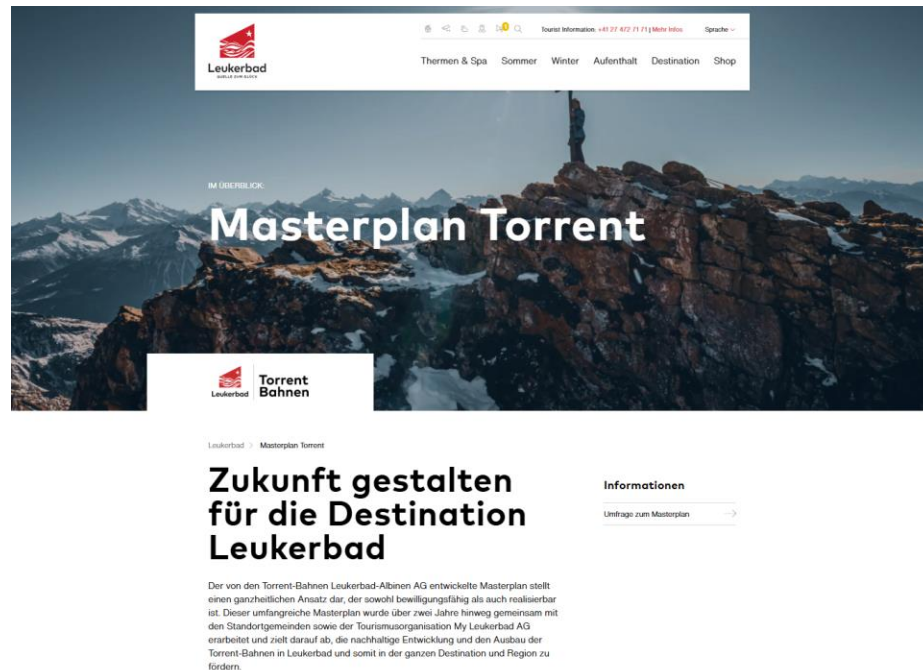 Leukerbad
QUELLE ZUM GLÜCK
1
Tourist Information: +41 27 472 71 71 | Mehr Infos
Sprache
Thermen & Spa Sommer Winter Aufenthalt Destination Shop
IM ÜBERBLICK:
Masterplan Torrent
Leukerbad
Torrent
Bahnen
Leukerbad > Masterplan Torrent
Zukunft gestalten
für die Destination
Leukerbad
Der von den Torrent-Bahnen Leukerbad-Albinen AG entwickelte Masterplan stellt
einen ganzheitlichen Ansatz dar, der sowohl bewilligungsfähig als auch realisierbar
ist. Dieser umfangreiche Masterplan wurde über zwei Jahre hinweg gemeinsam mit
den Standortgemeinden sowie der Tourismusorganisation My Leukerbad AG
erarbeitet und zielt darauf ab, die nachhaltige Entwicklung und den Ausbau der
Torrent-Bahnen in Leukerbad und somit in der ganzen Destination und Region zu
fördern.
Informationen
Umfrage zum Masterplan